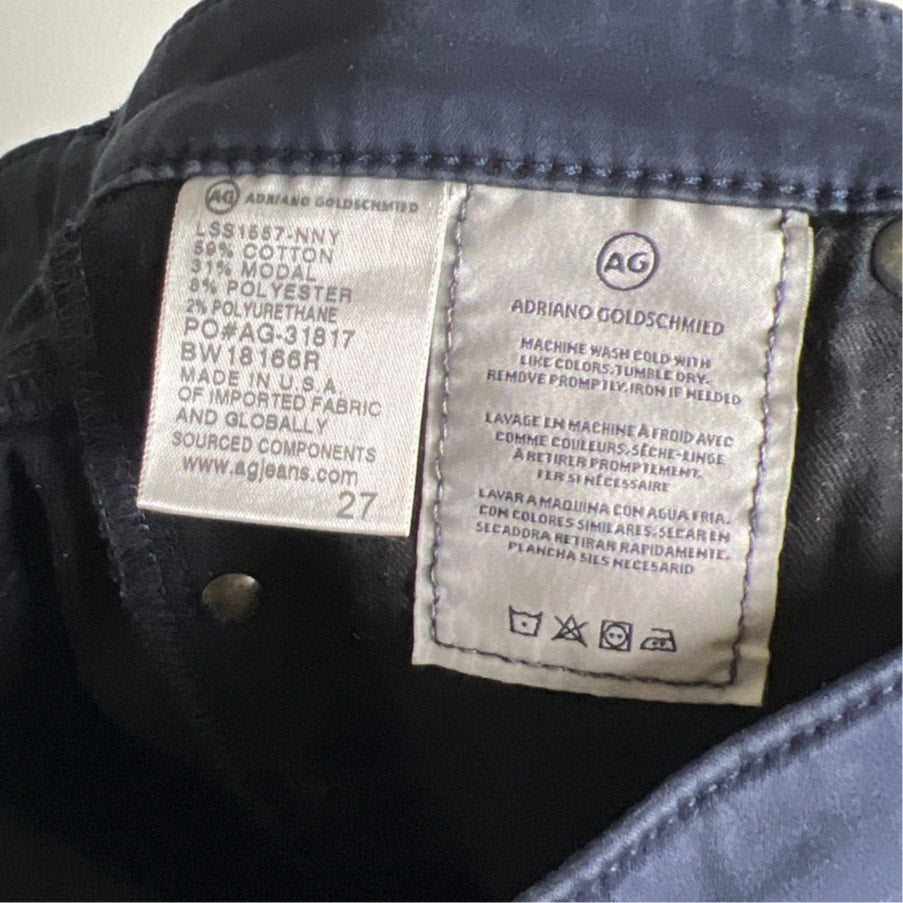 AG ADRIANO GOLDSCHMIED
LSS1557-NNY
59% COTTON
31% MODAL
8% POLYESTER
2% POLYURETHANE
PO#AG-31817
BW18166R
MADE IN U.S.A.
OF IMPORTED FABRIC
AND GLOBALLY
SOURCED COMPONENTS
www.agjeans.com
27
AG
ADRIANO GOLDSCHMIED
MACHINE WASH COLD WITH
LIKE COLORS. TUMBLE DRY.
REMOVE PROMPTLY. IRON IF NEEDED
LAVAGE EN MACHINE À FROID AVEC
COMME COULEURS. SÈCHE-LINGE
À RETIRER PROMPTEMENT.
FER SI NÉCESSAIRE
LAVAR A MAQUINA CON AGUA FRIA.
CON COLORES SIMILARES. SECAR EN
SECADORA RETIRAR RAPIDAMENTE.
PLANCHA SIES NECESARIO